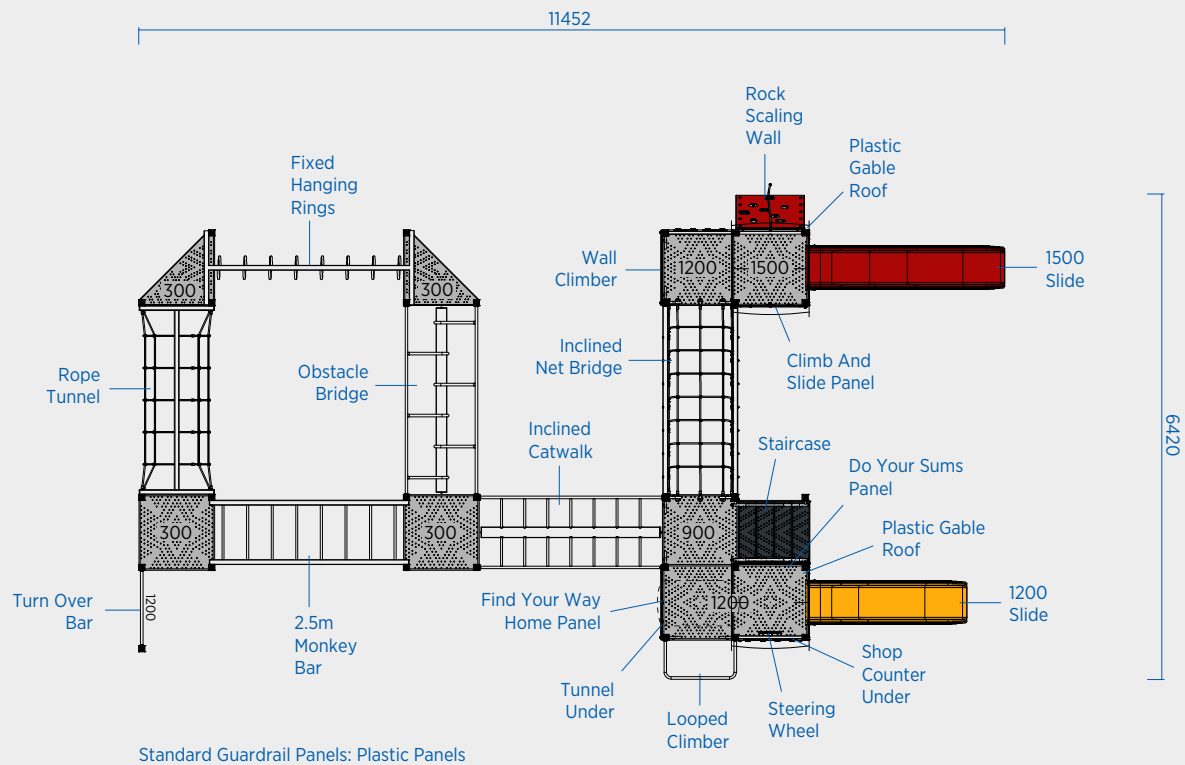 11452
Rock
Scaling
Wall
Plastic
Gable
Roof
Fixed
Hanging
Rings
Wall
Climber
1200
1500
1500
Slide
300
300
6420
Inclined
Net Bridge
Climb And
Slide Panel
Rope
Tunnel
Obstacle
Bridge
Inclined
Catwalk
Staircase
Do Your Sums
Panel
Plastic Gable
Roof
300
300
900
1200
1200
Slide
Turn Over
Bar
1200
2.5m
Monkey
Bar
Find Your Way
Home Panel
Tunnel
Under
Looped
Climber
Steering
Wheel
Shop
Counter
Under
Standard Guardrail Panels: Plastic Panels